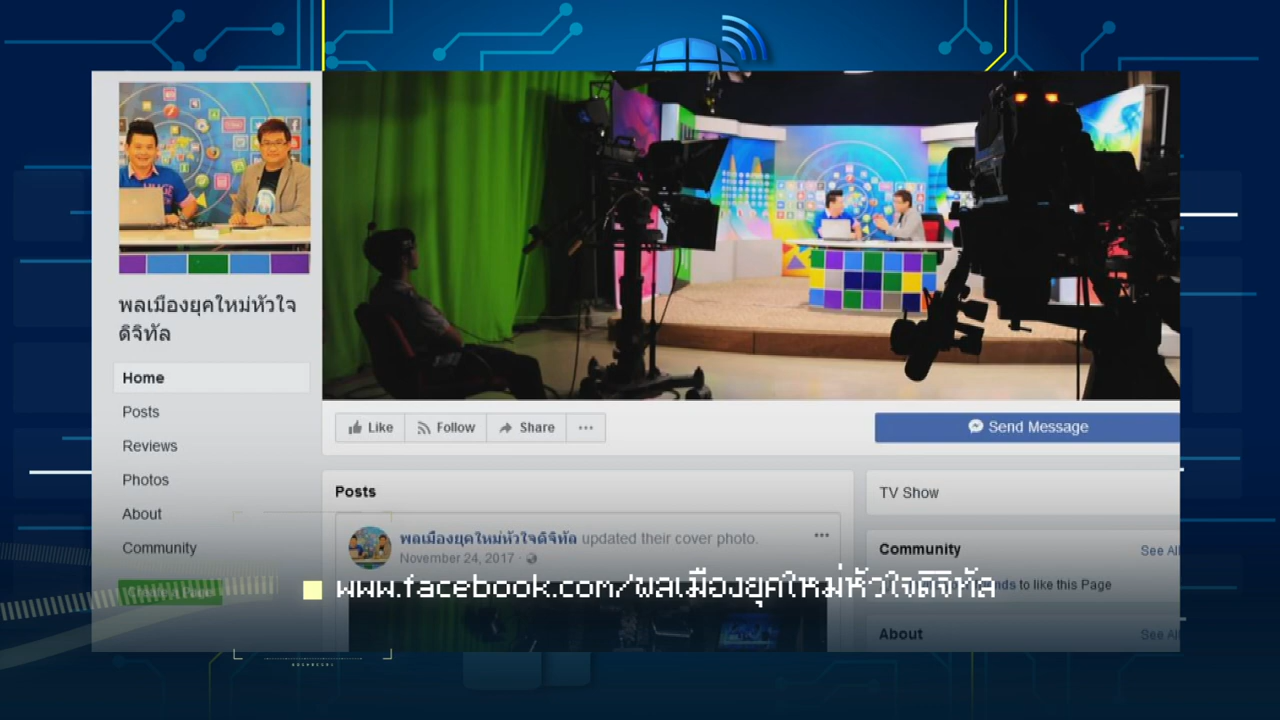 พลเมืองยุคใหม่หัวใจ
ดิจิทัล
Home
Posts
Reviews
Photos
About
Community
Like
Follow
Share
Send Message
Posts
พลเมืองยุคใหม่หัวใจดิจิทัล updated their cover photo.
November 24, 2017
TV Show
Community
See All
to like this Page
About
See All
www.facebook.com/พลเมืองยุคใหม่หัวใจดิจิทัล